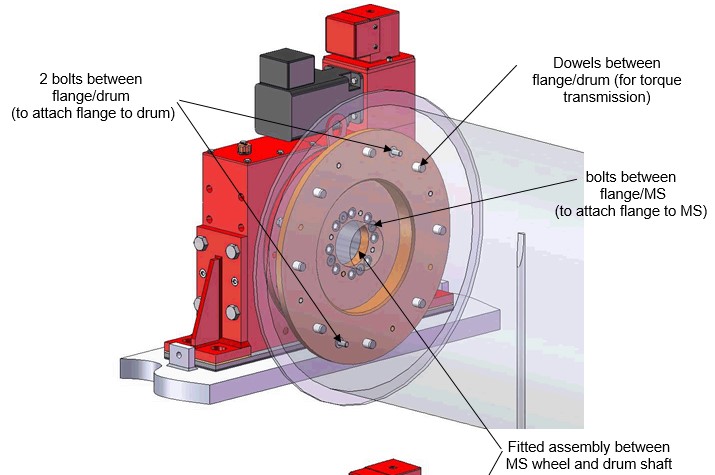 2 bolts between
flange/drum
(to attach flange to drum)
Dowels between
flange/drum (for torque
transmission)
bolts between
flange/MS
(to attach flange to MS)
Fitted assembly between
MS wheel and drum shaft